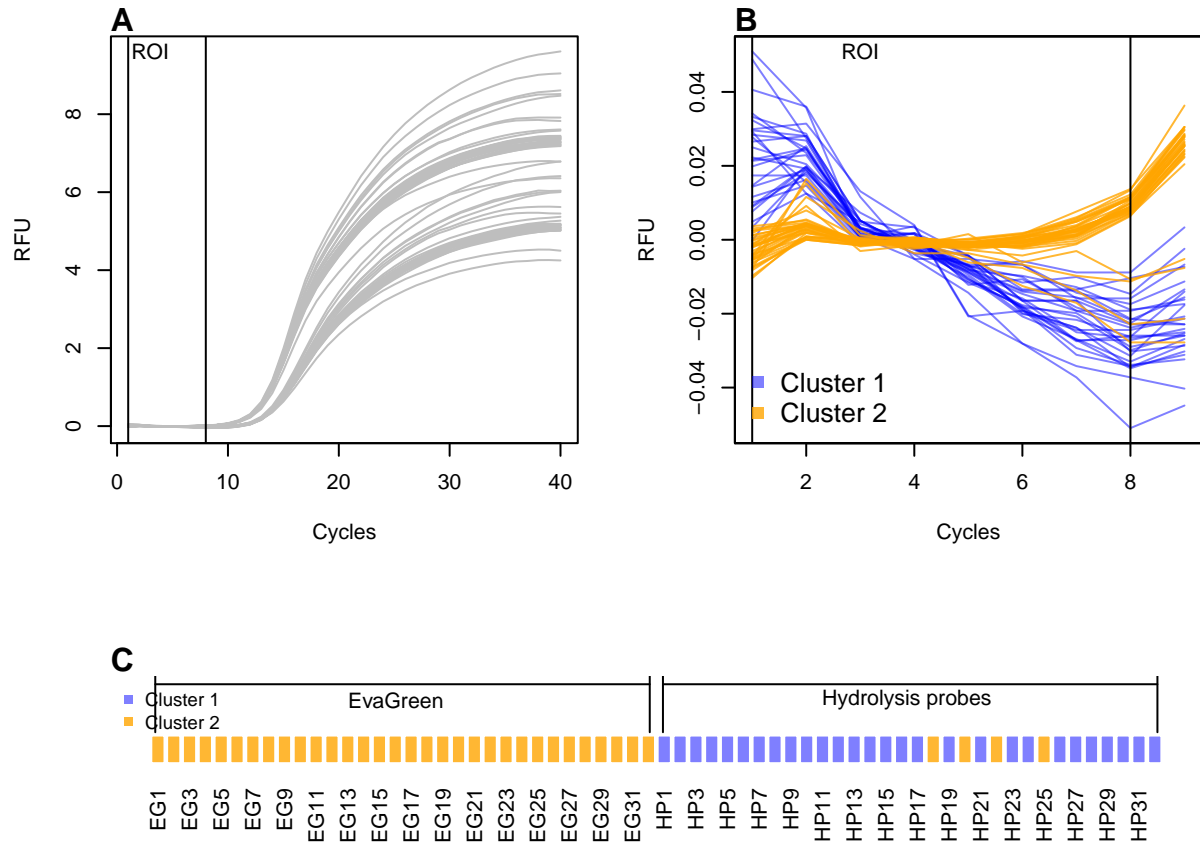 A
ROI
RFU
0 2 4 6 8
0 10 20 30 40
Cycles
B
ROI
RFU
−0.04 −0.02 0.00 0.02 0.04
Cluster 1
Cluster 2
2 4 6 8
Cycles
C
Cluster 1
Cluster 2
EvaGreen
Hydrolysis probes
EG1 EG3 EG5 EG7 EG9 EG11 EG13 EG15 EG17 EG19 EG21 EG23 EG25 EG27 EG29 EG31 HP1 HP3 HP5 HP7 HP9 HP11 HP13 HP15 HP17 HP19 HP21 HP23 HP25 HP27 HP29 HP31